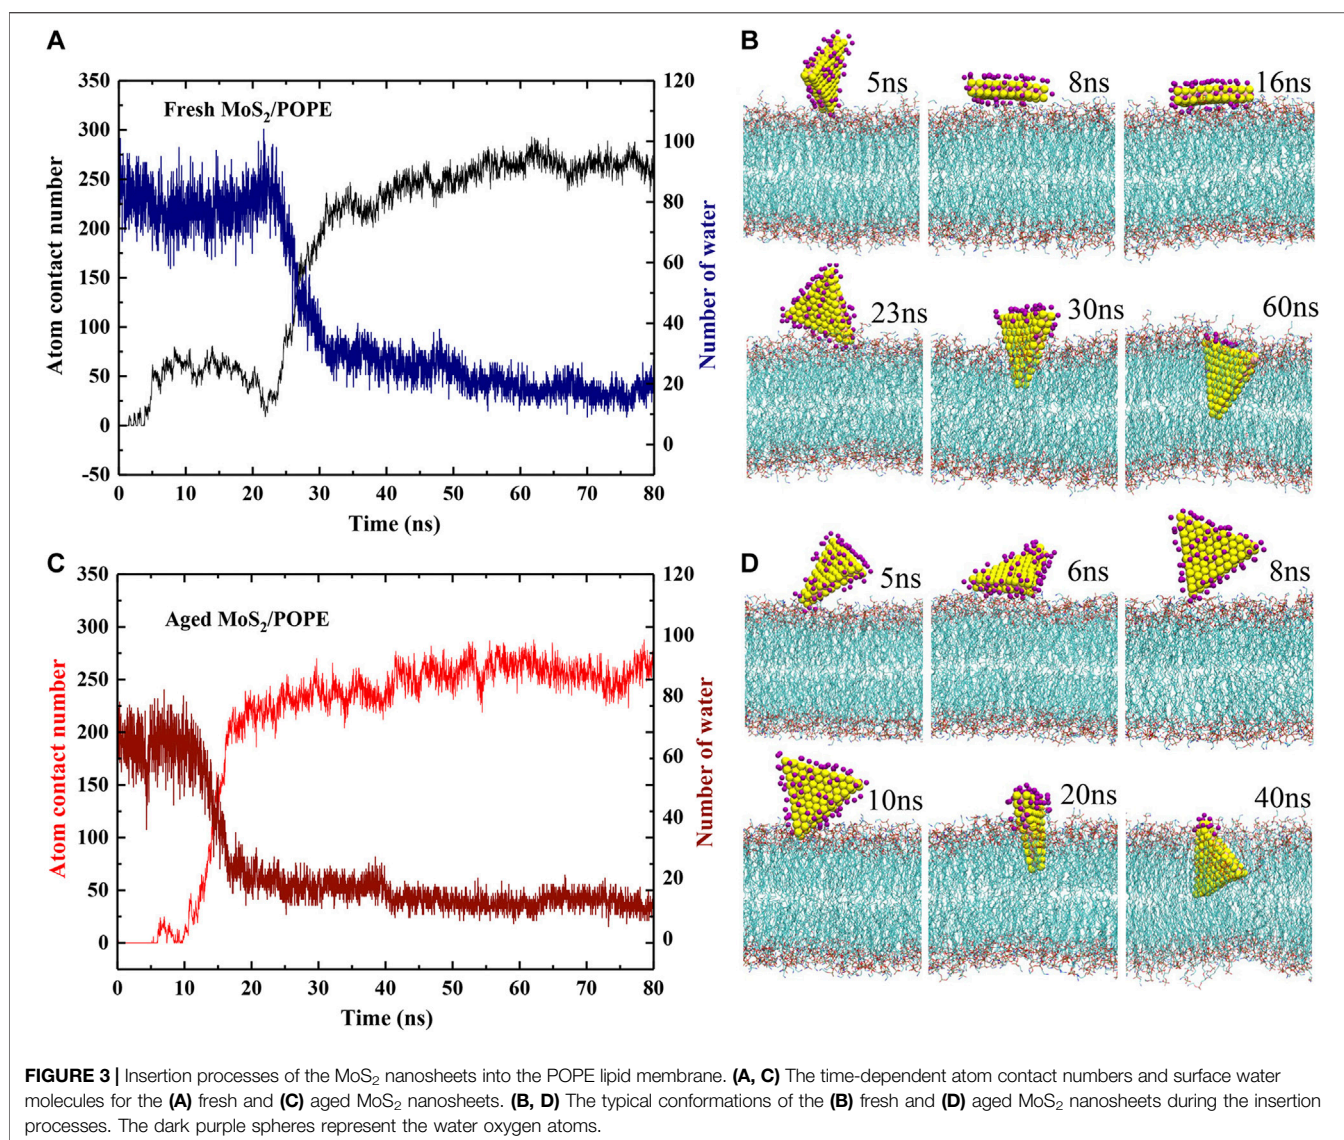 A
350
300
250
200
150
100
50
0
-50
Atom contact number
Fresh MoS₂/POPE
120
100
80
60
40
20
0
Number of water
0 10 20 30 40 50 60 70 80
Time (ns)
B
5ns
8ns
16ns
23ns
30ns
60ns
C
350
300
250
200
150
100
50
0
Atom contact number
Aged MoS₂/POPE
120
100
80
60
40
20
0
Number of water
0 10 20 30 40 50 60 70 80
Time (ns)
D
5ns
6ns
8ns
10ns
20ns
40ns
FIGURE 3 | Insertion processes of the MoS₂ nanosheets into the POPE lipid membrane. (A, C) The time-dependent atom contact numbers and surface water
molecules for the (A) fresh and (C) aged MoS₂ nanosheets. (B, D) The typical conformations of the (B) fresh and (D) aged MoS₂ nanosheets during the insertion
processes. The dark purple spheres represent the water oxygen atoms.